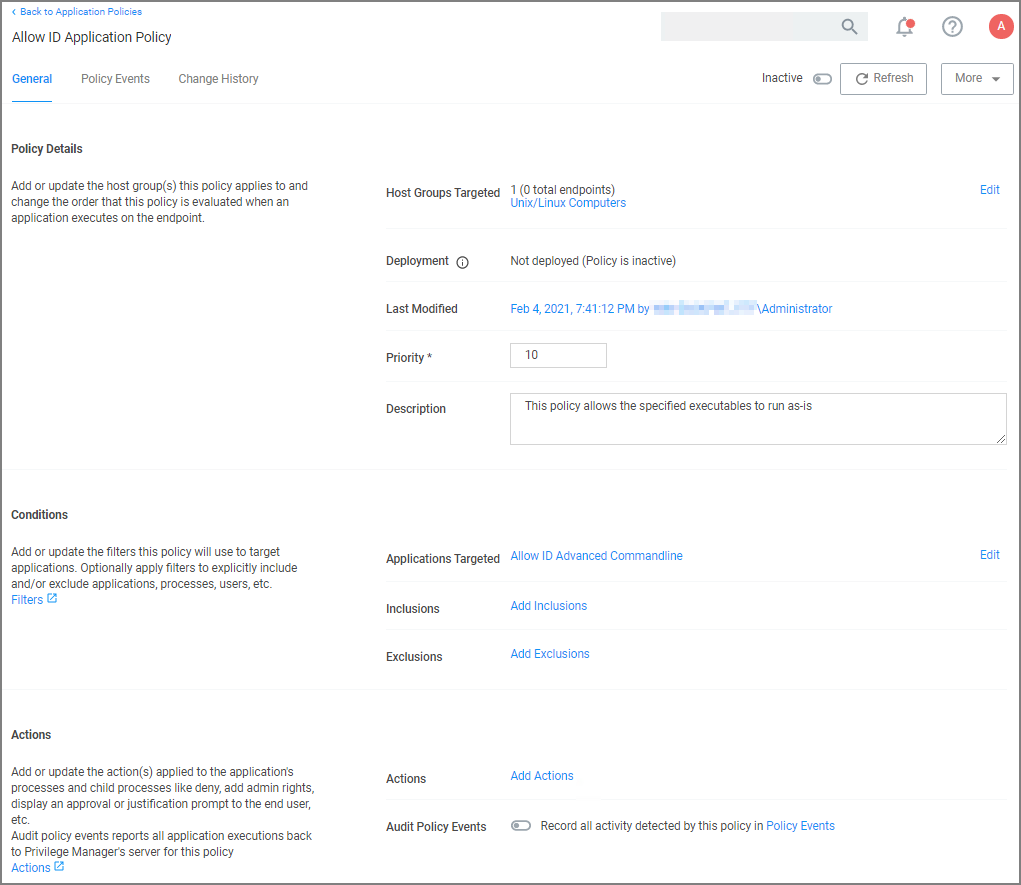 Back to Application Policies
Allow ID Application Policy
A
General
Policy Events
Change History
Inactive
Refresh
More
Policy Details
Add or update the host group(s) this policy applies to and
change the order that this policy is evaluated when an
application executes on the endpoint.
Host Groups Targeted
1 (0 total endpoints)
Unix/Linux Computers
Edit
Deployment
Not deployed (Policy is inactive)
Last Modified
Feb 4, 2021, 7:41:12 PM by \Administrator
Priority *
10
Description
This policy allows the specified executables to run as-is
Conditions
Add or update the filters this policy will use to target
applications. Optionally apply filters to explicitly include
and/or exclude applications, processes, users, etc.
Filters
Applications Targeted
Allow ID Advanced Commandline
Edit
Inclusions
Add Inclusions
Exclusions
Add Exclusions
Actions
Add or update the action(s) applied to the application's
processes and child processes like deny, add admin rights,
display an approval or justification prompt to the end user,
etc.
Audit policy events reports all application executions back
to Privilege Manager's server for this policy
Actions
Actions
Add Actions
Audit Policy Events
Record all activity detected by this policy in Policy Events